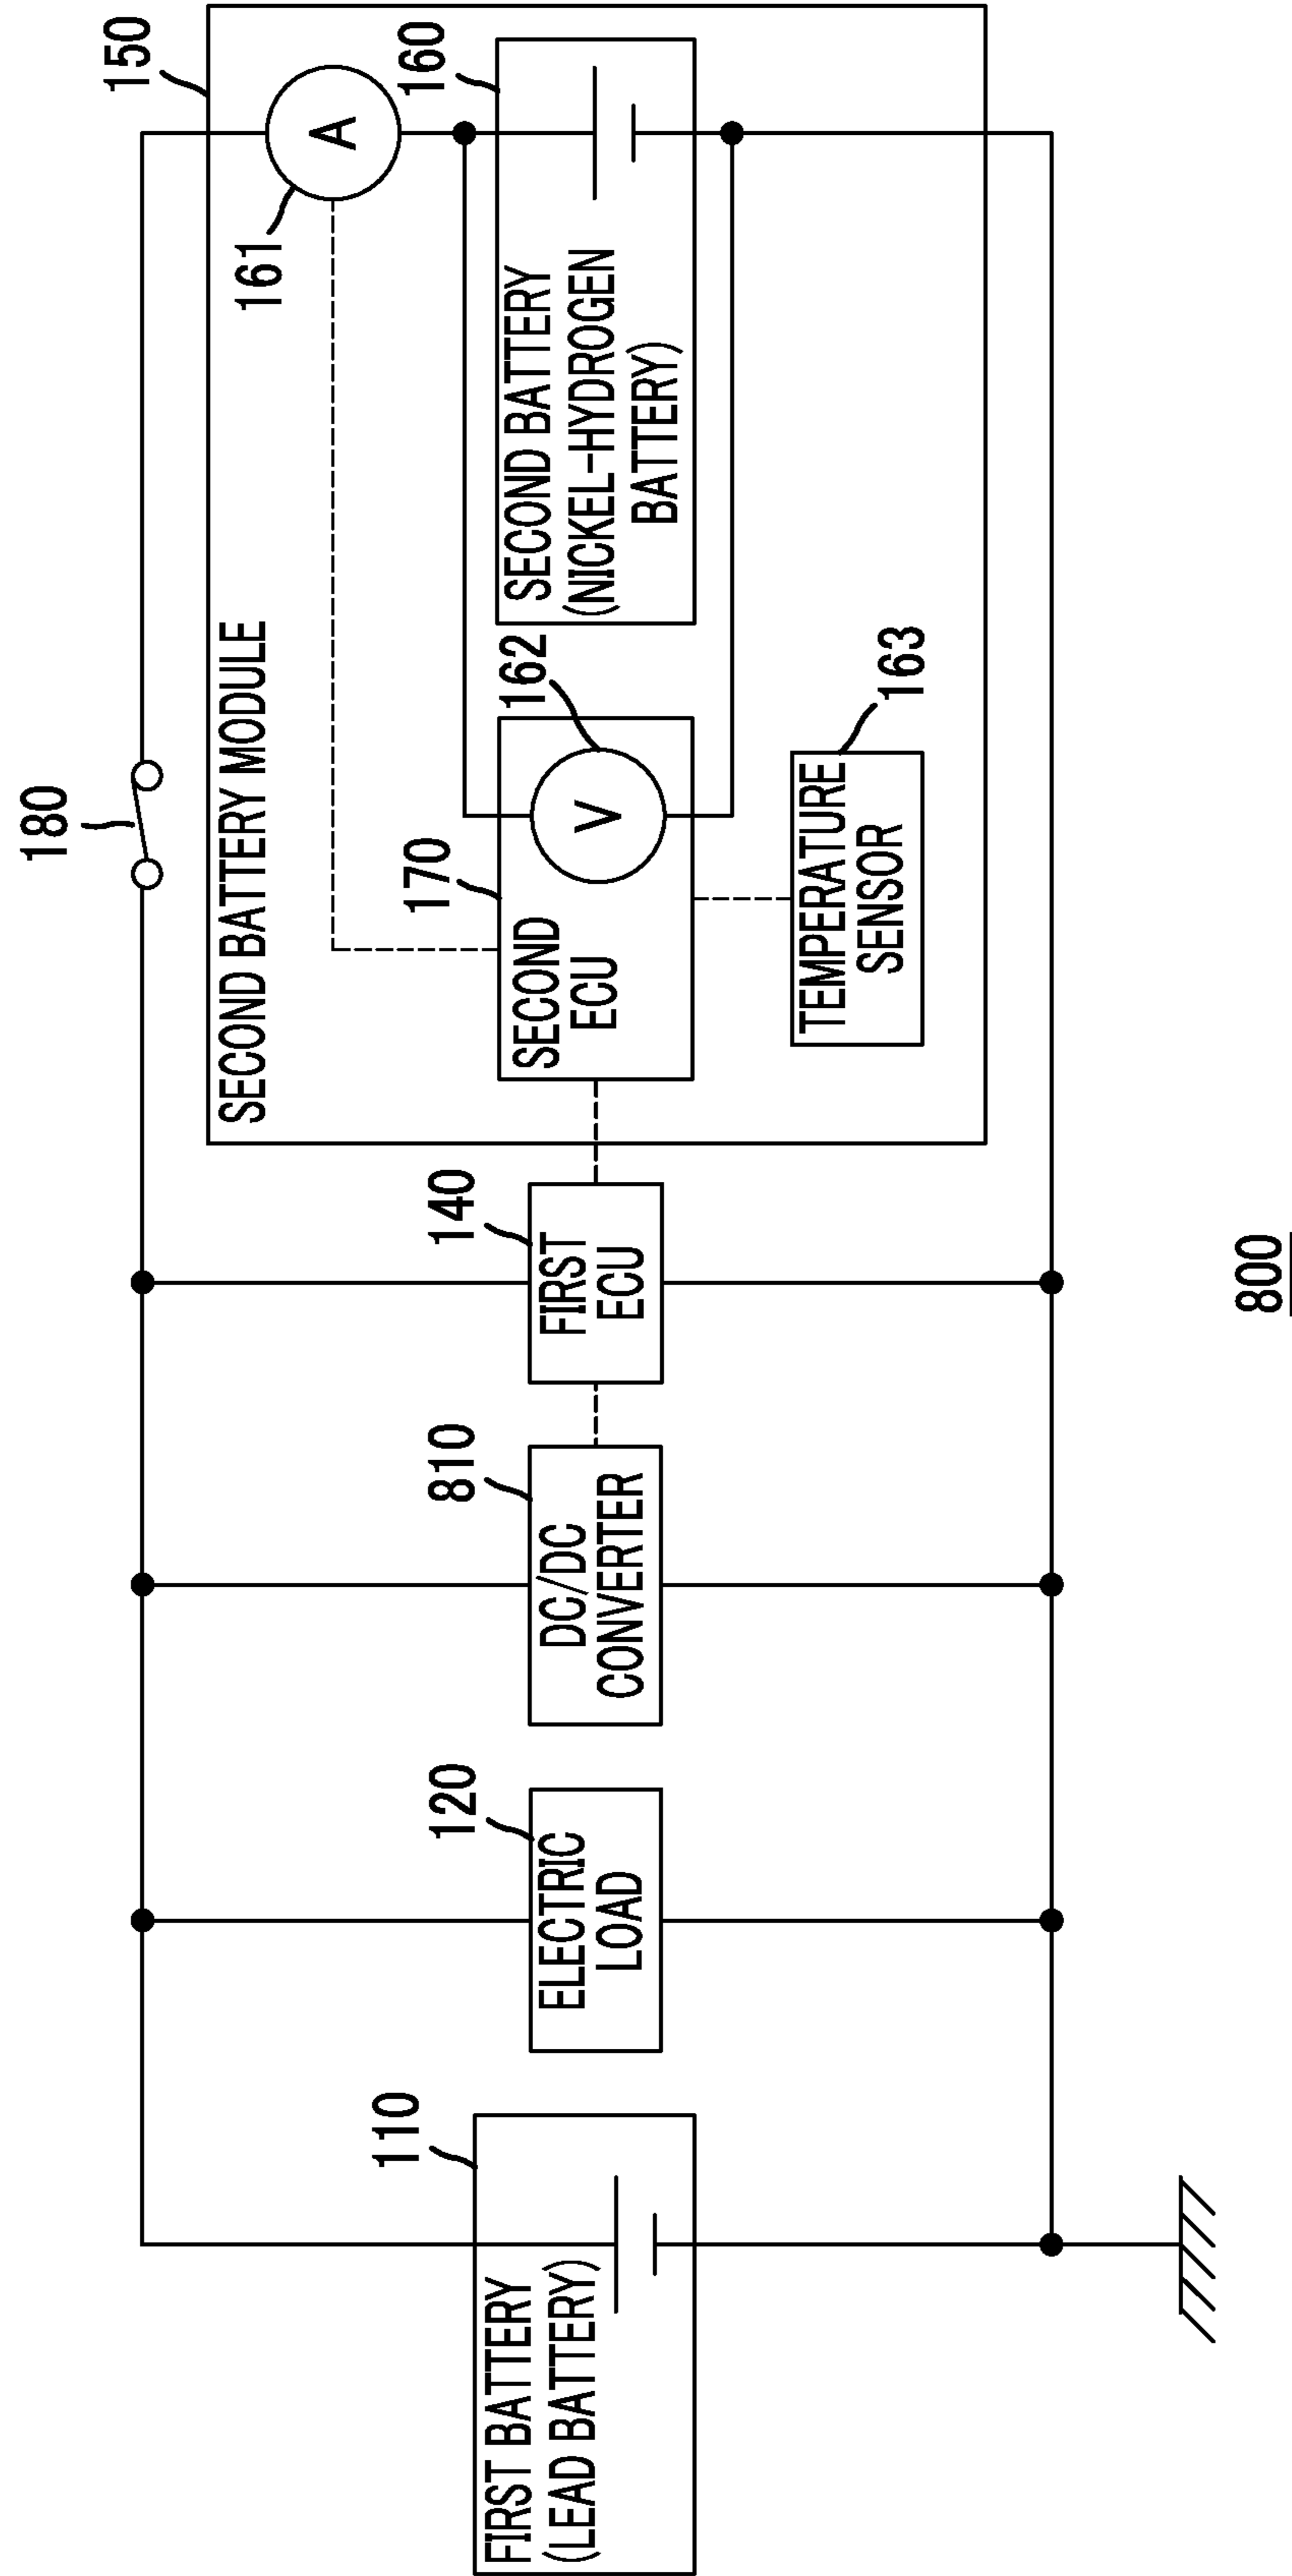 180
150
SECOND BATTERY MODULE
161
A
170
SECOND
ECU
162
V
160
SECOND BATTERY
(NICKEL-HYDROGEN
BATTERY)
TEMPERATURE
SENSOR
163
110
FIRST BATTERY
(LEAD BATTERY)
120
ELECTRIC
LOAD
810
DC/DC
CONVERTER
140
FIRST
ECU
800